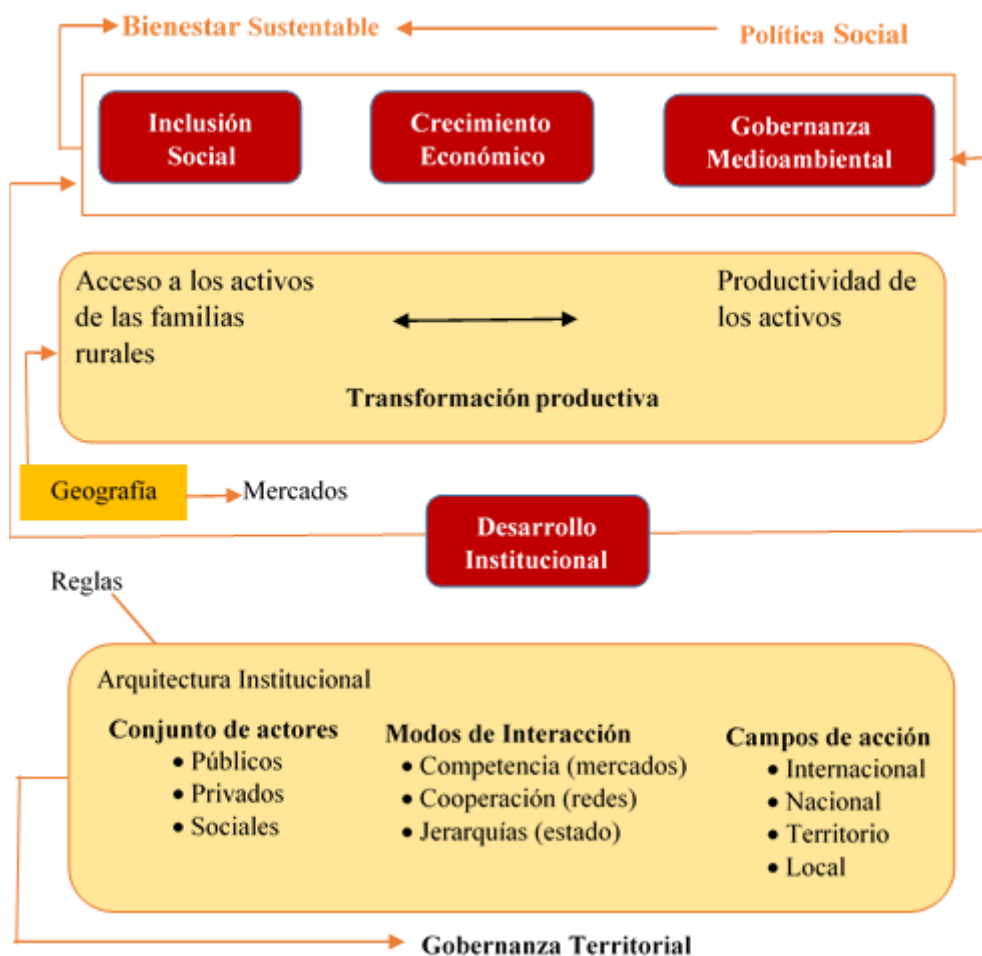 Bienestar Sustentable
Política Social
Inclusión
Social
Crecimiento
Económico
Gobernanza
Medioambiental
Acceso a los activos
de las familias
rurales
Productividad de
los activos
Transformación productiva
Geografía
Mercados
Desarrollo
Institucional
Reglas
Arquitectura Institucional
Conjunto de actores
• Públicos
• Privados
• Sociales
Modos de Interacción
• Competencia (mercados)
• Cooperación (redes)
• Jerarquías (estado)
Campos de acción
• Internacional
• Nacional
• Territorio
• Local
Gobernanza Territorial